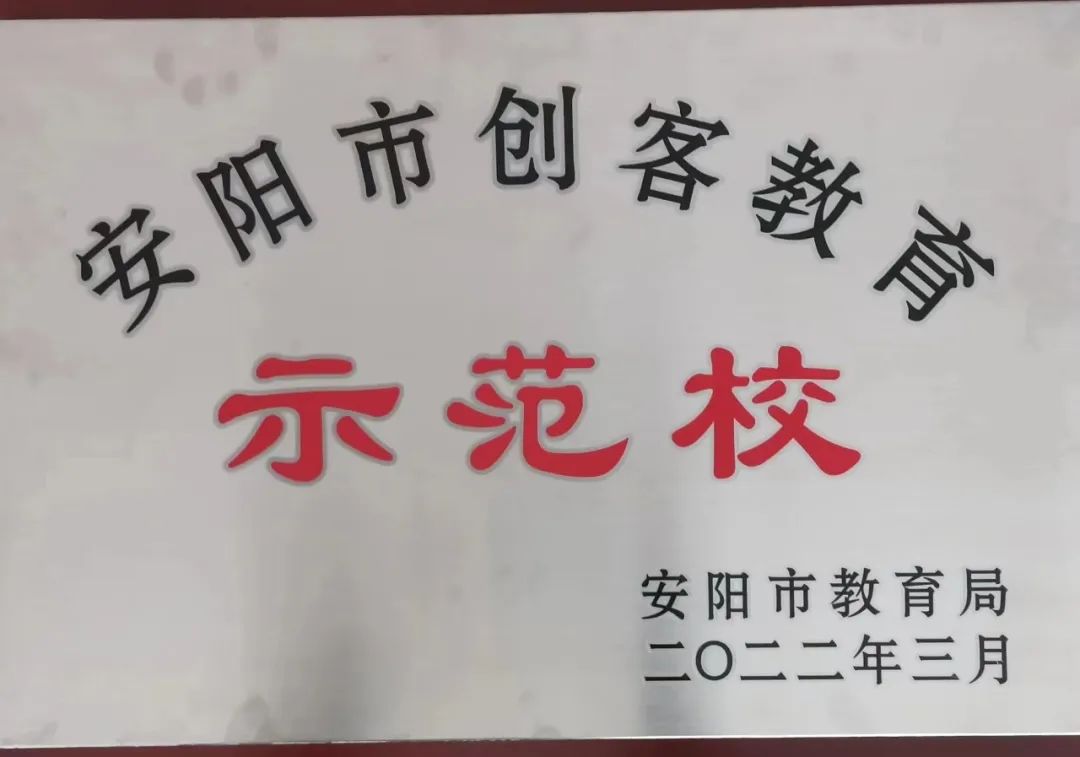 安阳市创客教育
示范校
安阳市教育局
二〇二二年三月